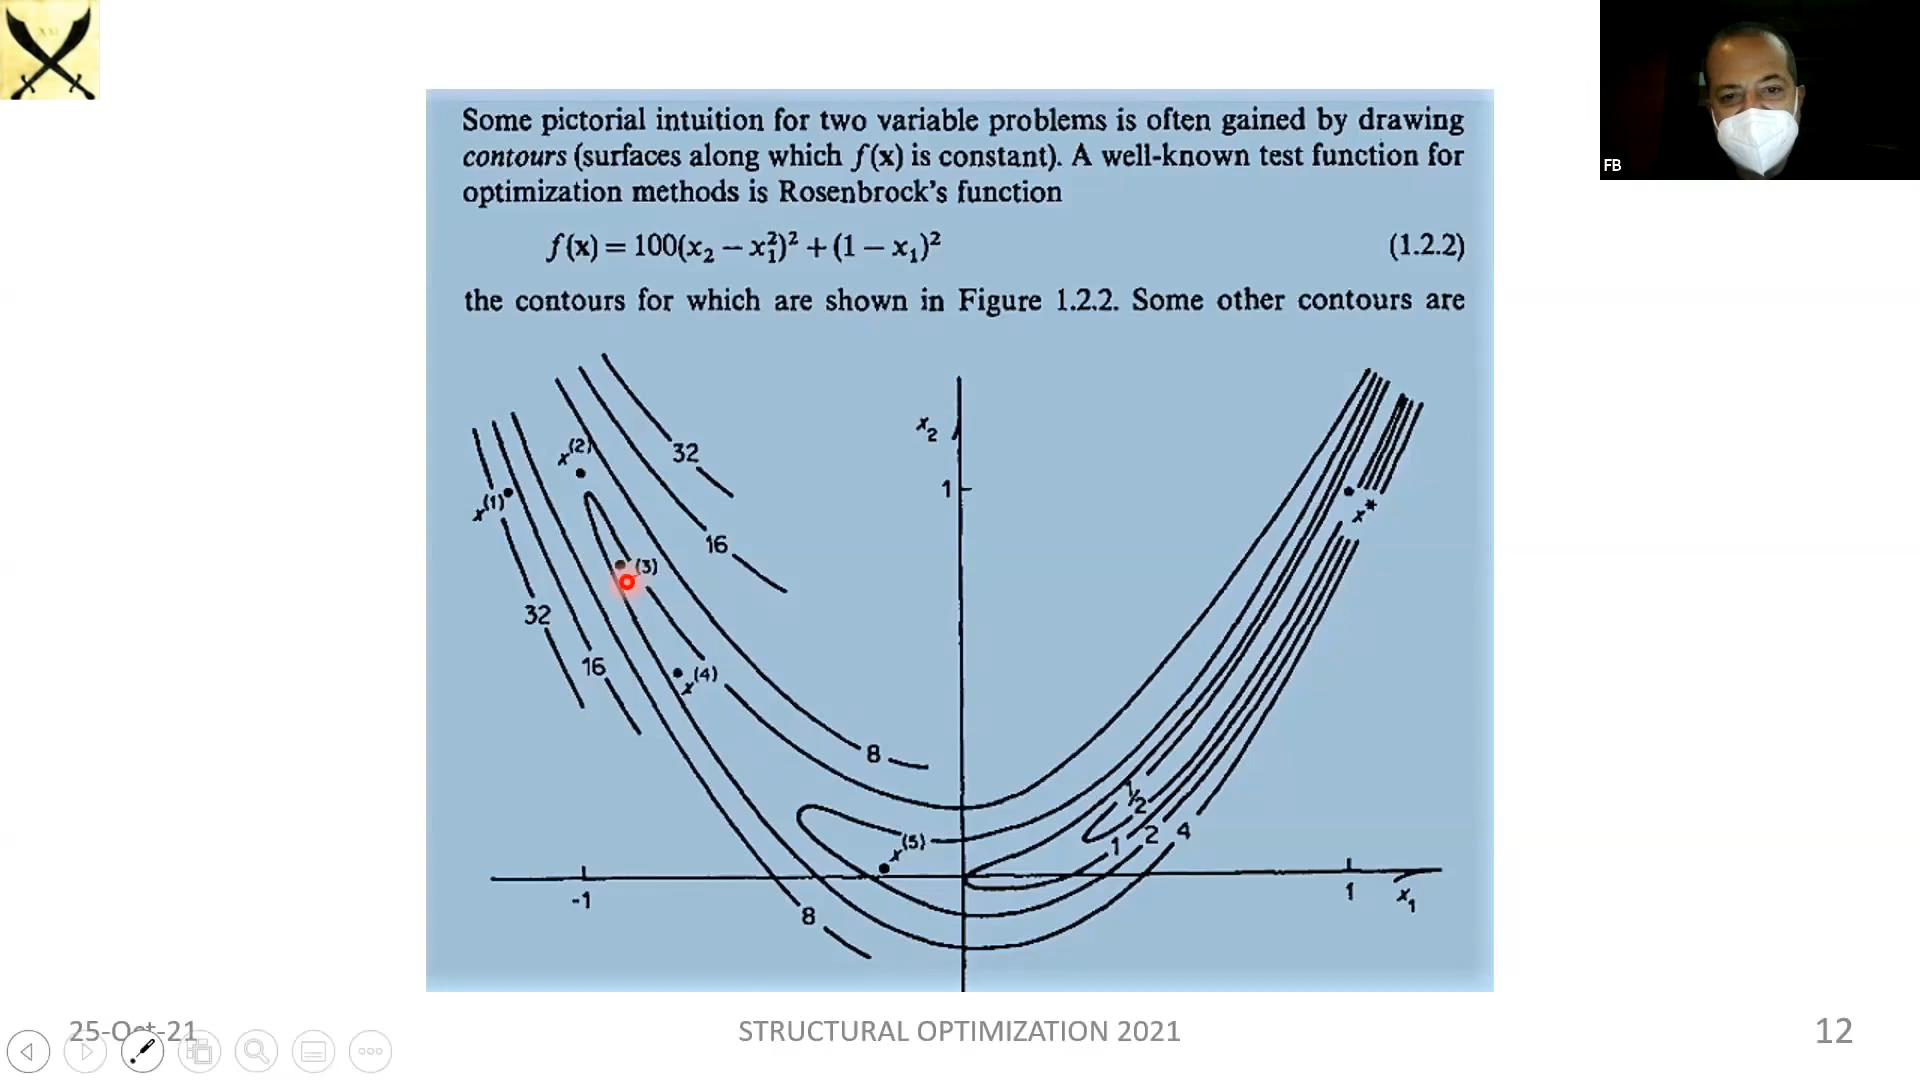 Some pictorial intuition for two variable problems is often gained by drawing
contours (surfaces along which f(x) is constant). A well-known test function for
optimization methods is Rosenbrock's function
f(x) = 100(x₂ − x₁²)² + (1 − x₁)² (1.2.2)
the contours for which are shown in Figure 1.2.2. Some other contours are
32
x₂
x⁽²⁾
1
x⁽¹⁾
x*
16
(3)
32
16
x⁽⁴⁾
8
½
x⁽⁵⁾
1 2 4
-1
1
x₁
8
FB
25-Oct-21
STRUCTURAL OPTIMIZATION 2021
12